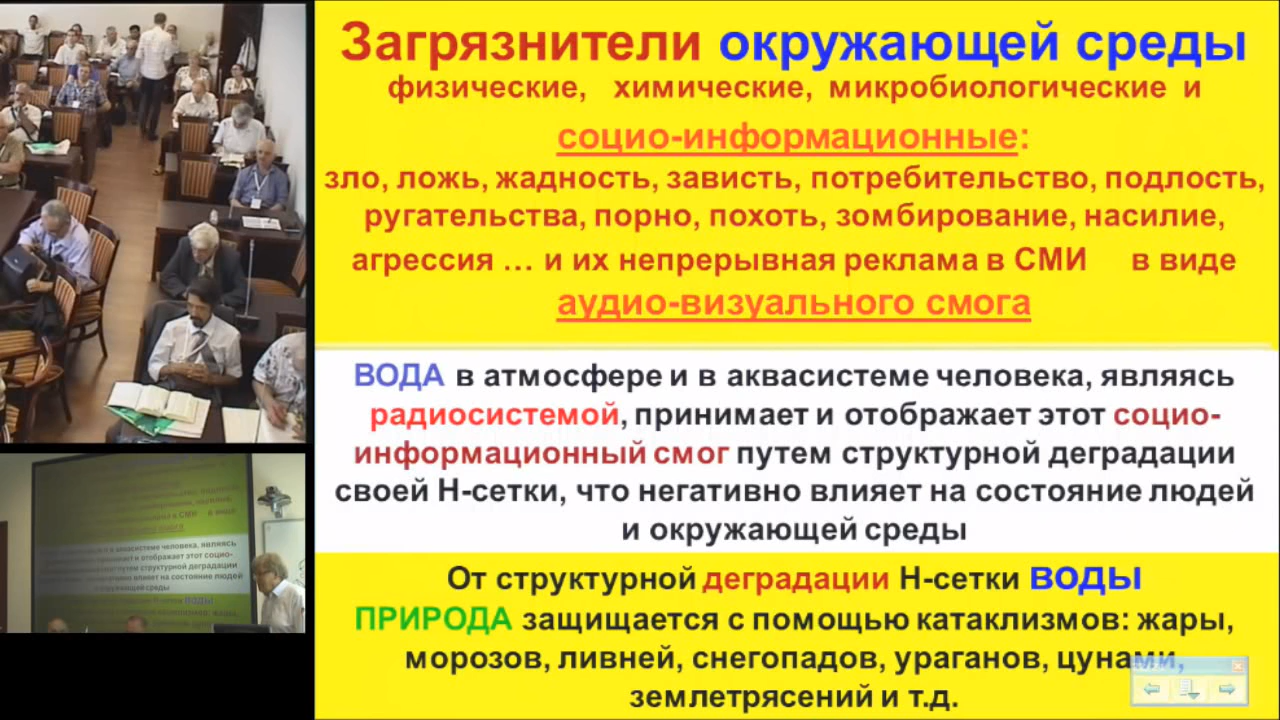 Загрязнители окружающей среды
физические, химические, микробиологические и
социо-информационные:
зло, ложь, жадность, зависть, потребительство, подлость,
ругательства, порно, похоть, зомбирование, насилие,
агрессия ... и их непрерывная реклама в СМИ в виде
аудио-визуального смога
ВОДА в атмосфере и в аквасистеме человека, являясь
радиосистемой, принимает и отображает этот социо-
информационный смог путем структурной деградации
своей Н-сетки, что негативно влияет на состояние людей
и окружающей среды
От структурной деградации Н-сетки ВОДЫ
ПРИРОДА защищается с помощью катаклизмов: жары,
морозов, ливней, снегопадов, ураганов, цунами,
землетрясений и т.д.